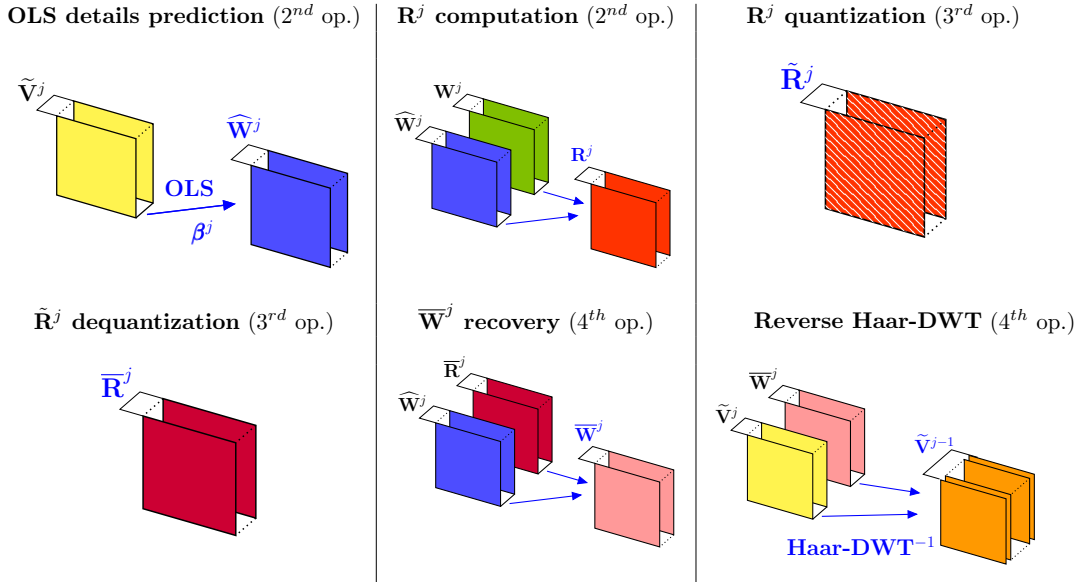 OLS details prediction (2ⁿᵈ op.)
Ṽʲ
Ŵʲ
OLS
βʲ
Rʲ computation (2ⁿᵈ op.)
Wʲ
Ŵʲ
Rʲ
Rʲ quantization (3ʳᵈ op.)
R̃ʲ
R̃ʲ dequantization (3ʳᵈ op.)
R̅ʲ
W̅ʲ recovery (4ᵗʰ op.)
R̅ʲ
Ŵʲ
W̅ʲ
Reverse Haar-DWT (4ᵗʰ op.)
W̅ʲ
Ṽʲ
Ṽʲ⁻¹
Haar-DWT⁻¹